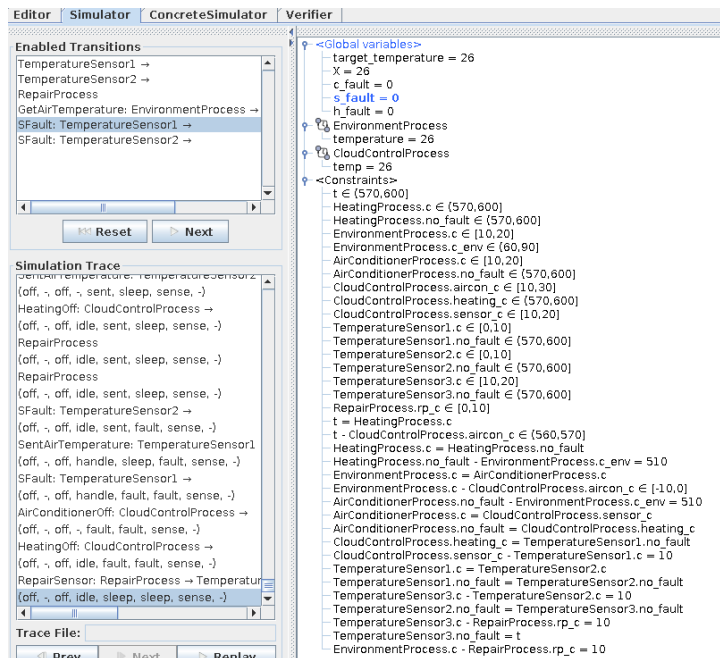 Editor Simulator ConcreteSimulator Verifier
Enabled Transitions
TemperatureSensor1 →
TemperatureSensor2 →
RepairProcess
GetAirTemperature: EnvironmentProcess →
SFault: TemperatureSensor1 →
SFault: TemperatureSensor2 →
Reset Next
Simulation Trace
SentAirTemperature: TemperatureSensor2
(off, -, off, -, sent, sleep, sense, -)
HeatingOff: CloudControlProcess →
(off, -, off, idle, sent, sleep, sense, -)
RepairProcess
(off, -, off, idle, sent, sleep, sense, -)
RepairProcess
(off, -, off, idle, sent, sleep, sense, -)
SFault: TemperatureSensor2 →
(off, -, off, idle, sent, fault, sense, -)
SentAirTemperature: TemperatureSensor1
(off, -, off, handle, sleep, fault, sense, -)
SFault: TemperatureSensor1 →
(off, -, off, handle, fault, fault, sense, -)
AirConditionerOff: CloudControlProcess →
(off, -, off, -, fault, fault, sense, -)
HeatingOff: CloudControlProcess →
(off, -, off, idle, fault, fault, sense, -)
RepairSensor: RepairProcess → Temperatur
(off, -, off, idle, sleep, sleep, sense, -)
Trace File:
Prev Next Replay
<Global variables>
target_temperature = 26
X = 26
c_fault = 0
s_fault = 0
h_fault = 0
EnvironmentProcess
temperature = 26
CloudControlProcess
temp = 26
<Constraints>
t ∈ (570,600)
HeatingProcess.c ∈ (570,600)
HeatingProcess.no_fault ∈ (570,600)
EnvironmentProcess.c ∈ [10,20]
EnvironmentProcess.c_env ∈ (60,90)
AirConditionerProcess.c ∈ [10,20]
AirConditionerProcess.no_fault ∈ (570,600)
CloudControlProcess.aircon_c ∈ [10,30]
CloudControlProcess.heating_c ∈ (570,600)
CloudControlProcess.sensor_c ∈ [10,20]
TemperatureSensor1.c ∈ [0,10]
TemperatureSensor1.no_fault ∈ (570,600)
TemperatureSensor2.c ∈ [0,10]
TemperatureSensor2.no_fault ∈ (570,600)
TemperatureSensor3.c ∈ [10,20]
TemperatureSensor3.no_fault ∈ (570,600)
RepairProcess.rp_c ∈ [0,10]
t = HeatingProcess.c
t - CloudControlProcess.aircon_c ∈ (560,570]
HeatingProcess.c = HeatingProcess.no_fault
HeatingProcess.no_fault - EnvironmentProcess.c_env = 510
EnvironmentProcess.c = AirConditionerProcess.c
EnvironmentProcess.c - CloudControlProcess.aircon_c ∈ [-10,0]
AirConditionerProcess.no_fault - EnvironmentProcess.c_env = 510
AirConditionerProcess.c = CloudControlProcess.sensor_c
AirConditionerProcess.no_fault = CloudControlProcess.heating_c
CloudControlProcess.heating_c = TemperatureSensor1.no_fault
CloudControlProcess.sensor_c - TemperatureSensor1.c = 10
TemperatureSensor1.c = TemperatureSensor2.c
TemperatureSensor1.no_fault = TemperatureSensor2.no_fault
TemperatureSensor3.c - TemperatureSensor2.c = 10
TemperatureSensor2.no_fault = TemperatureSensor3.no_fault
TemperatureSensor3.c - RepairProcess.rp_c = 10
TemperatureSensor3.no_fault = t
EnvironmentProcess.c - RepairProcess.rp_c = 10